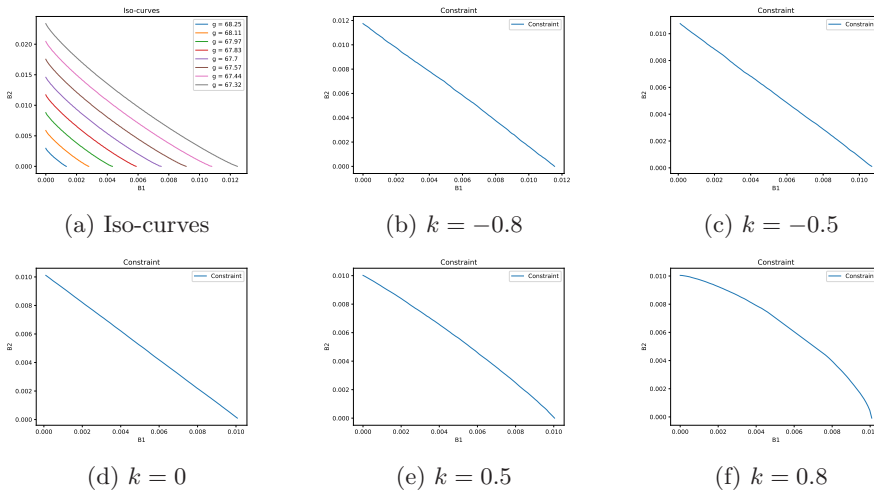 Iso-curves
g = 68.25
g = 68.11
g = 67.97
g = 67.83
g = 67.7
g = 67.57
g = 67.44
g = 67.32
0.020
0.015
0.010
0.005
0.000
B2
0.000 0.002 0.004 0.006 0.008 0.010 0.012
B1
(a) Iso-curves
Constraint
Constraint
0.012
0.010
0.008
0.006
0.004
0.002
0.000
B2
0.000 0.002 0.004 0.006 0.008 0.010 0.012
B1
(b) k = −0.8
Constraint
Constraint
0.010
0.008
0.006
0.004
0.002
0.000
B2
0.000 0.002 0.004 0.006 0.008 0.010
B1
(c) k = −0.5
Constraint
Constraint
0.010
0.008
0.006
0.004
0.002
0.000
B2
0.000 0.002 0.004 0.006 0.008 0.010
B1
(d) k = 0
Constraint
Constraint
0.010
0.008
0.006
0.004
0.002
0.000
B2
0.000 0.002 0.004 0.006 0.008 0.010
B1
(e) k = 0.5
Constraint
Constraint
0.010
0.008
0.006
0.004
0.002
0.000
B2
0.000 0.002 0.004 0.006 0.008
B1
(f) k = 0.8